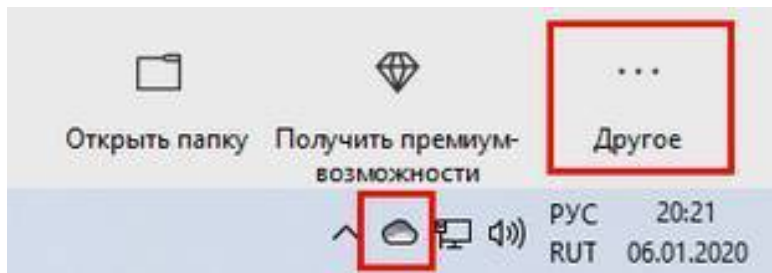 Открыть папку
Получить премиум-
возможности
Другое
РУС
RUT
20:21
06.01.2020